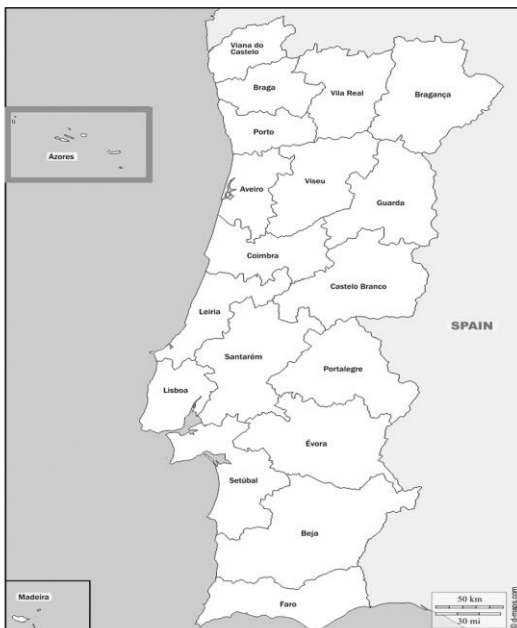 Viana do
Castelo
Braga
Vila Real
Bragança
Porto
Azores
Aveiro
Viseu
Guarda
Coimbra
Castelo Branco
Leiria
SPAIN
Santarém
Portalegre
Lisboa
Évora
Setúbal
Beja
Madeira
Faro
50 km
30 mi
© d-maps.com